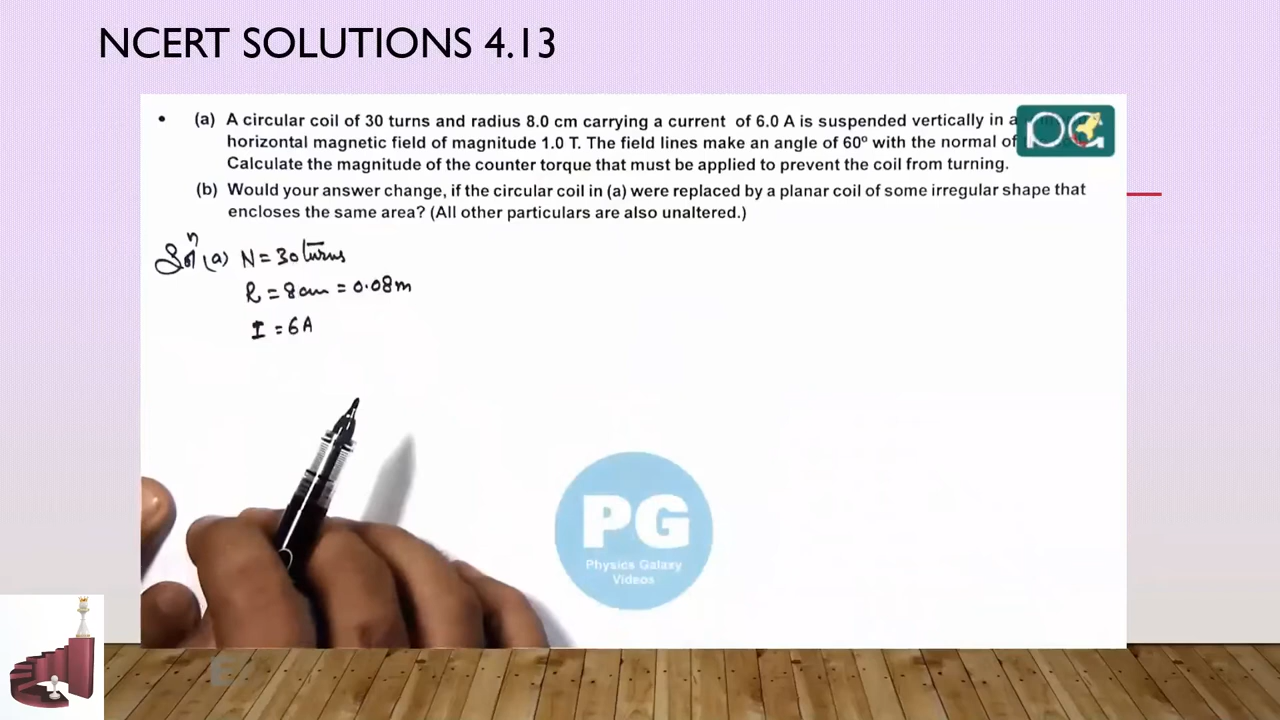 NCERT SOLUTIONS 4.13
• (a) A circular coil of 30 turns and radius 8.0 cm carrying a current of 6.0 A is suspended vertically in a
horizontal magnetic field of magnitude 1.0 T. The field lines make an angle of 60º with the normal of
Calculate the magnitude of the counter torque that must be applied to prevent the coil from turning.
(b) Would your answer change, if the circular coil in (a) were replaced by a planar coil of some irregular shape that
encloses the same area? (All other particulars are also unaltered.)
Solⁿ (a) N = 30 turns
R = 8cm = 0.08m
I = 6A
PG
PG
Physics Galaxy
Videos
E